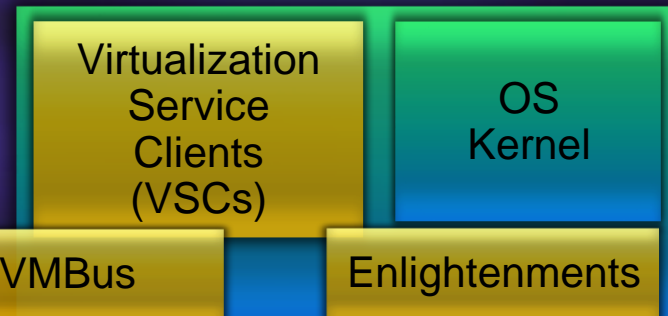 Virtualization
Service
Clients
(VSCs)
OS
Kernel
VMBus
Enlightenments